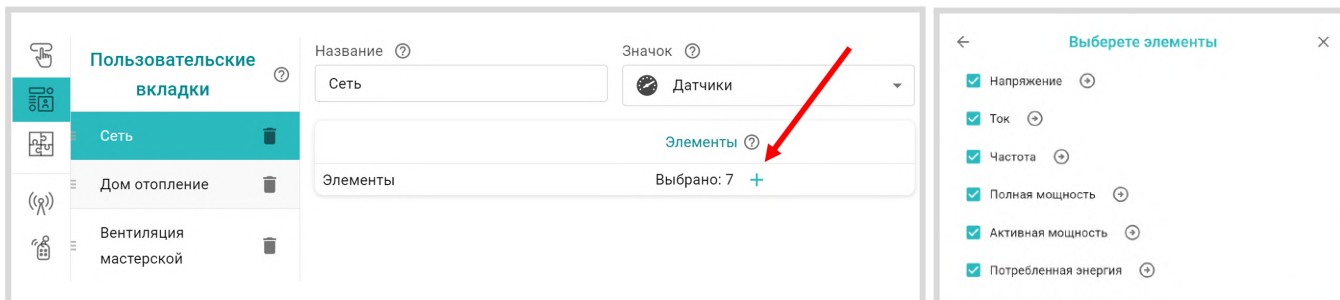 Пользовательские вкладки
Сеть
Дом отопление
Вентиляция
мастерской
Название
Сеть
Значок
Датчики
Элементы
Элементы
Выбрано: 7 +
Выберете элементы
Напряжение
Ток
Частота
Полная мощность
Активная мощность
Потребленная энергия